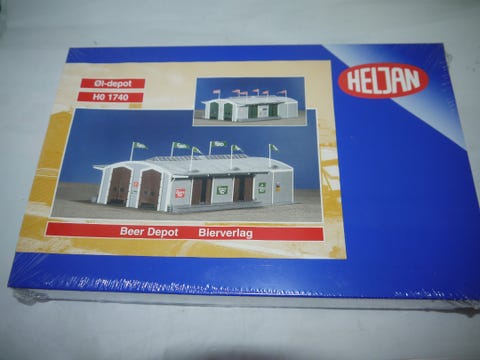 Øl-depot
H0 1740
HELJAN
Beer Depot Bierverlag